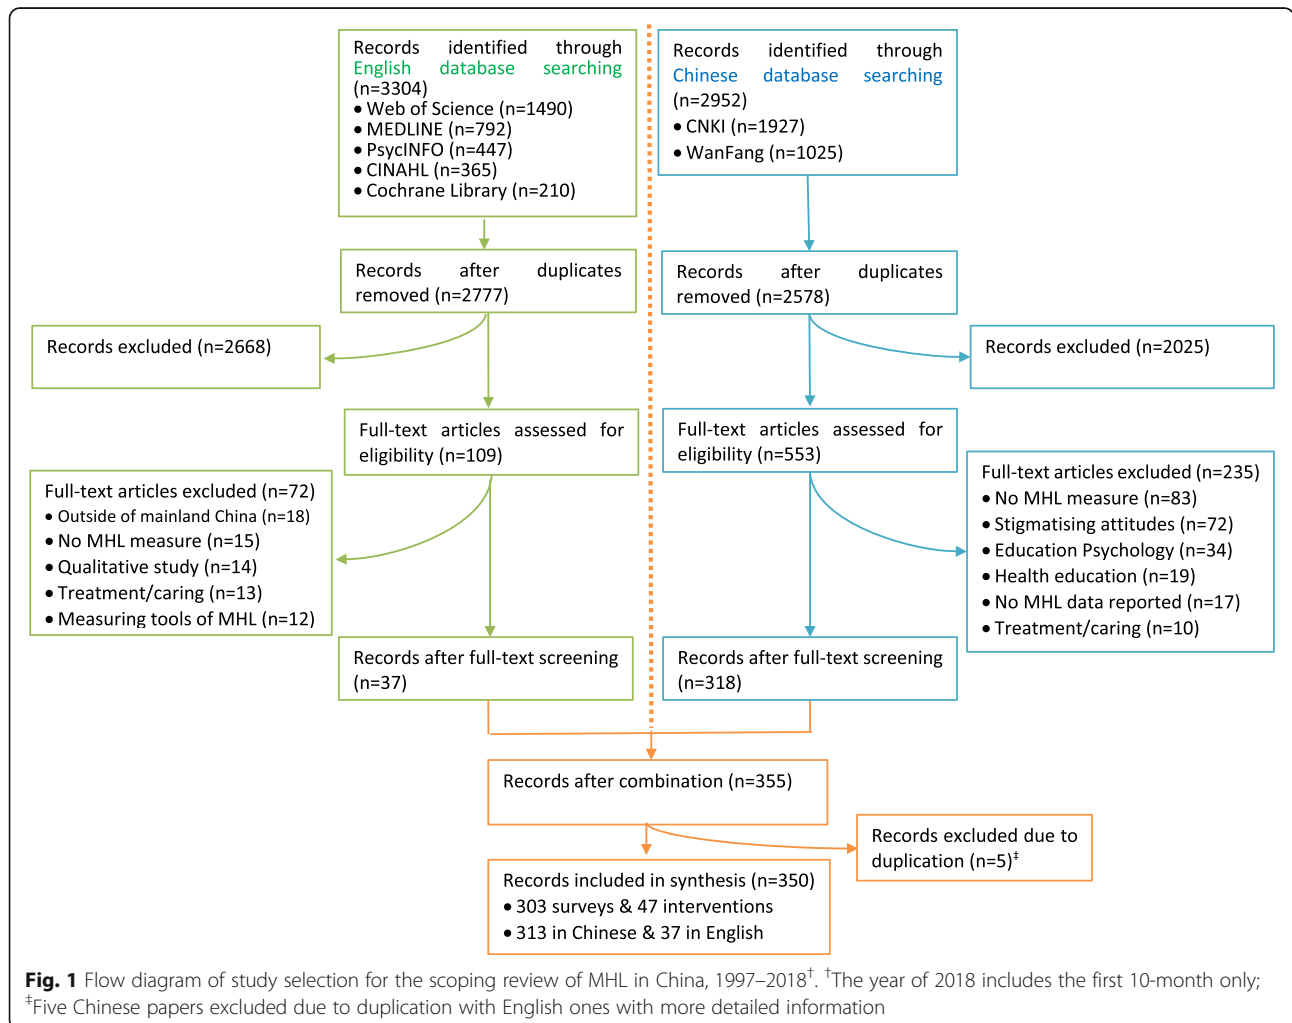 Records identified through
English database searching
(n=3304)
• Web of Science (n=1490)
• MEDLINE (n=792)
• PsycINFO (n=447)
• CINAHL (n=365)
• Cochrane Library (n=210)
Records identified through
Chinese database searching
(n=2952)
• CNKI (n=1927)
• WanFang (n=1025)
Records after duplicates
removed (n=2777)
Records after duplicates
removed (n=2578)
Records excluded (n=2668)
Records excluded (n=2025)
Full-text articles assessed for
eligibility (n=109)
Full-text articles assessed for
eligibility (n=553)
Full-text articles excluded (n=72)
• Outside of mainland China (n=18)
• No MHL measure (n=15)
• Qualitative study (n=14)
• Treatment/caring (n=13)
• Measuring tools of MHL (n=12)
Full-text articles excluded (n=235)
• No MHL measure (n=83)
• Stigmatising attitudes (n=72)
• Education Psychology (n=34)
• Health education (n=19)
• No MHL data reported (n=17)
• Treatment/caring (n=10)
Records after full-text screening
(n=37)
Records after full-text screening
(n=318)
Records after combination (n=355)
Records excluded due to
duplication (n=5)‡
Records included in synthesis (n=350)
• 303 surveys & 47 interventions
• 313 in Chinese & 37 in English
Fig. 1 Flow diagram of study selection for the scoping review of MHL in China, 1997–2018†. †The year of 2018 includes the first 10-month only;
‡Five Chinese papers excluded due to duplication with English ones with more detailed information